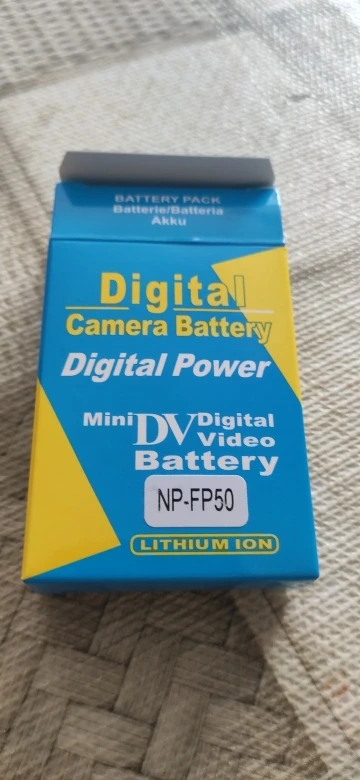 BATTERY PACK
Batterie/Batteria
Akku
Digital
Camera Battery
Digital Power
Mini DV Digital
Video
Battery
NP-FP50
LITHIUM ION